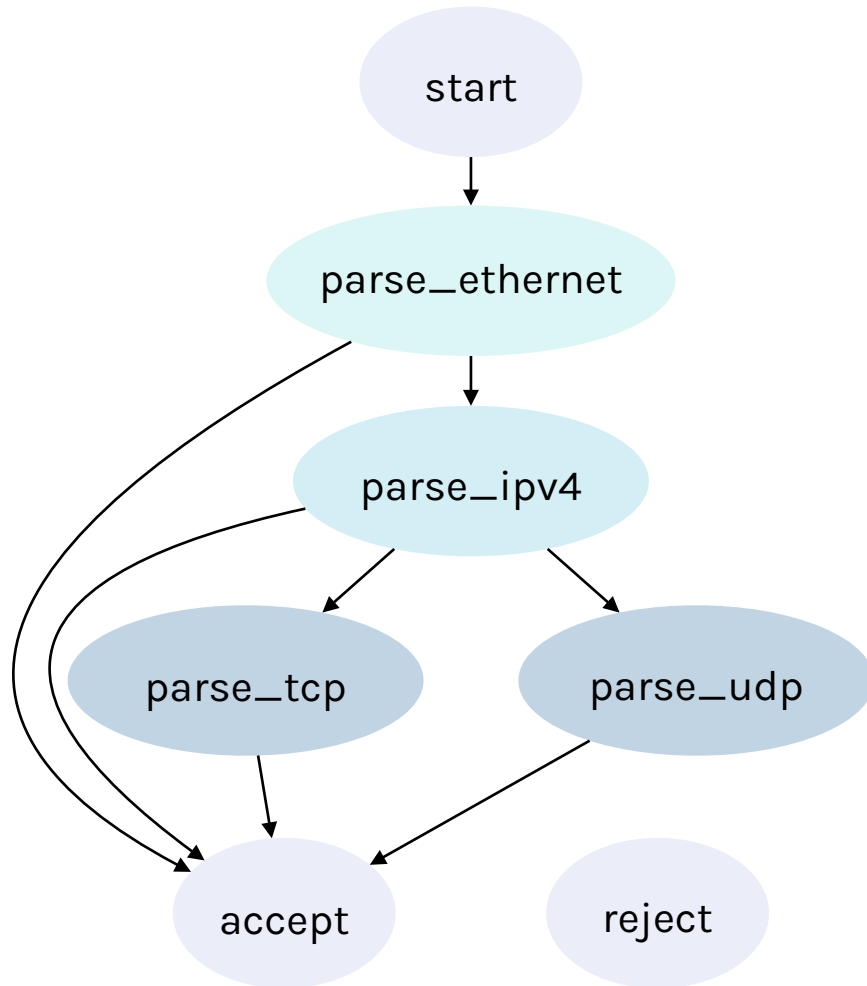 start
parse_ethernet
parse_ipv4
parse_tcp
parse_udp
accept
reject